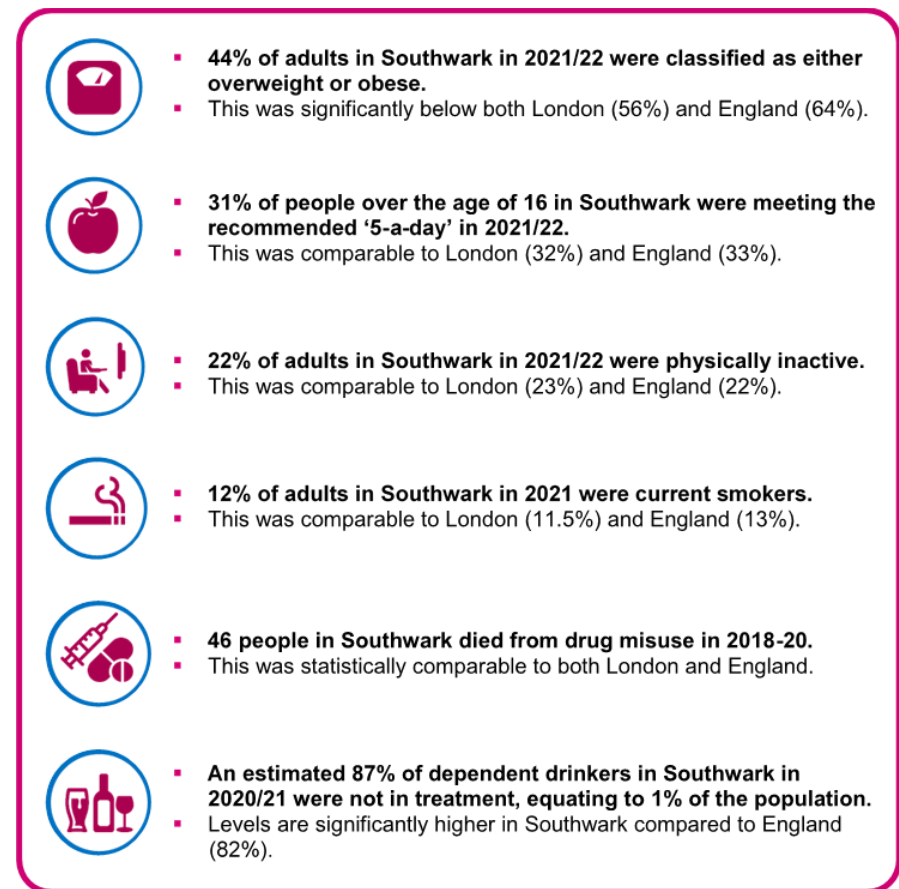 ▪ 44% of adults in Southwark in 2021/22 were classified as either
overweight or obese.
▪ This was significantly below both London (56%) and England (64%).
▪ 31% of people over the age of 16 in Southwark were meeting the
recommended ‘5-a-day’ in 2021/22.
▪ This was comparable to London (32%) and England (33%).
▪ 22% of adults in Southwark in 2021/22 were physically inactive.
▪ This was comparable to London (23%) and England (22%).
▪ 12% of adults in Southwark in 2021 were current smokers.
▪ This was comparable to London (11.5%) and England (13%).
▪ 46 people in Southwark died from drug misuse in 2018-20.
▪ This was statistically comparable to both London and England.
▪ An estimated 87% of dependent drinkers in Southwark in
2020/21 were not in treatment, equating to 1% of the population.
▪ Levels are significantly higher in Southwark compared to England
(82%).